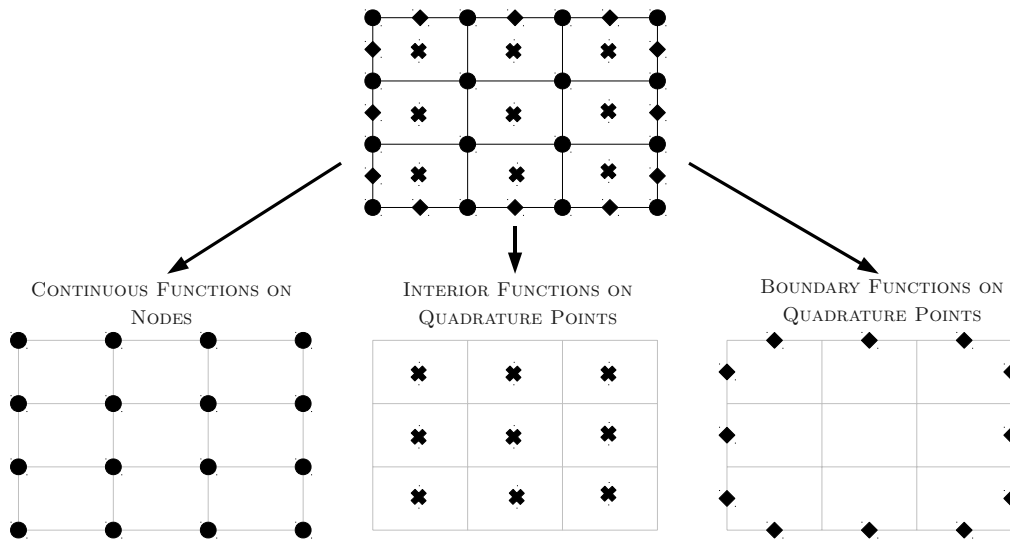 Continuous Functions on
Nodes
Interior Functions on
Quadrature Points
Boundary Functions on
Quadrature Points